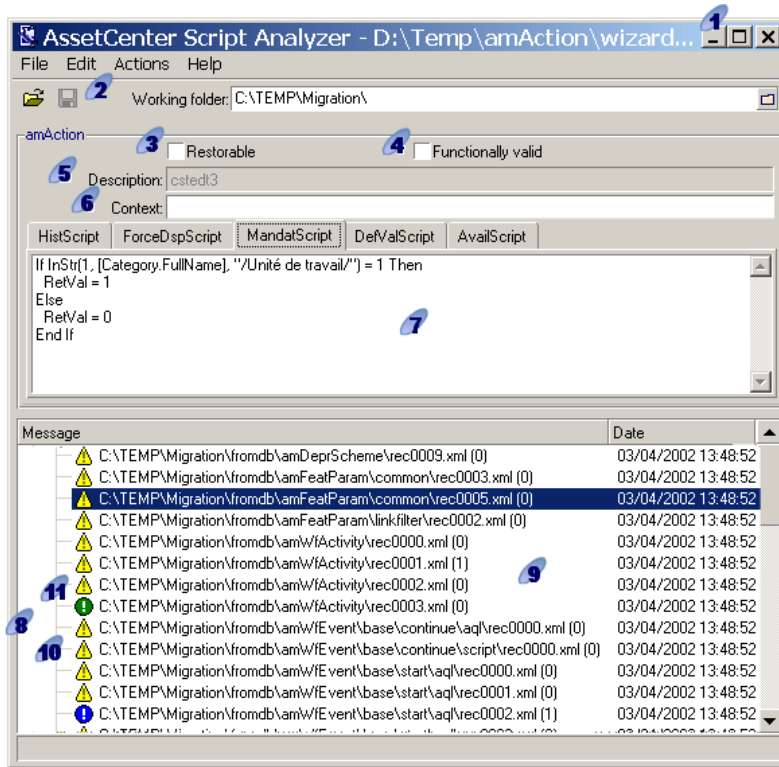 1
AssetCenter Script Analyzer - D:\Temp\amAction\wizard...
File Edit Actions Help
2 Working folder: C:\TEMP\Migration\
amAction
3 Restorable 4 Functionally valid
5 Description: cstedt3
6 Context:
HistScript ForceDspScript MandatScript DefValScript AvailScript
If InStr(1, [Category.FullName], "/Unité de travail/") = 1 Then
RetVal = 1
Else
RetVal = 0
End If
7
Message Date
C:\TEMP\Migration\fromdb\amDeprScheme\rec0009.xml (0) 03/04/2002 13:48:52
C:\TEMP\Migration\fromdb\amFeatParam\common\rec0003.xml (0) 03/04/2002 13:48:52
C:\TEMP\Migration\fromdb\amFeatParam\common\rec0005.xml (0) 03/04/2002 13:48:52
C:\TEMP\Migration\fromdb\amFeatParam\linkfilter\rec0002.xml (0) 03/04/2002 13:48:52
C:\TEMP\Migration\fromdb\amWfActivity\rec0000.xml (0) 03/04/2002 13:48:52
C:\TEMP\Migration\fromdb\amWfActivity\rec0001.xml (1) 03/04/2002 13:48:52
9
11 C:\TEMP\Migration\fromdb\amWfActivity\rec0002.xml (0) 03/04/2002 13:48:52
C:\TEMP\Migration\fromdb\amWfActivity\rec0003.xml (0) 03/04/2002 13:48:52
8 C:\TEMP\Migration\fromdb\amWfEvent\base\continue\aql\rec0000.xml (0) 03/04/2002 13:48:52
10 C:\TEMP\Migration\fromdb\amWfEvent\base\continue\script\rec0000.xml (0) 03/04/2002 13:48:52
C:\TEMP\Migration\fromdb\amWfEvent\base\start\aql\rec0000.xml (0) 03/04/2002 13:48:52
C:\TEMP\Migration\fromdb\amWfEvent\base\start\aql\rec0001.xml (0) 03/04/2002 13:48:52
C:\TEMP\Migration\fromdb\amWfEvent\base\start\aql\rec0002.xml (1) 03/04/2002 13:48:52